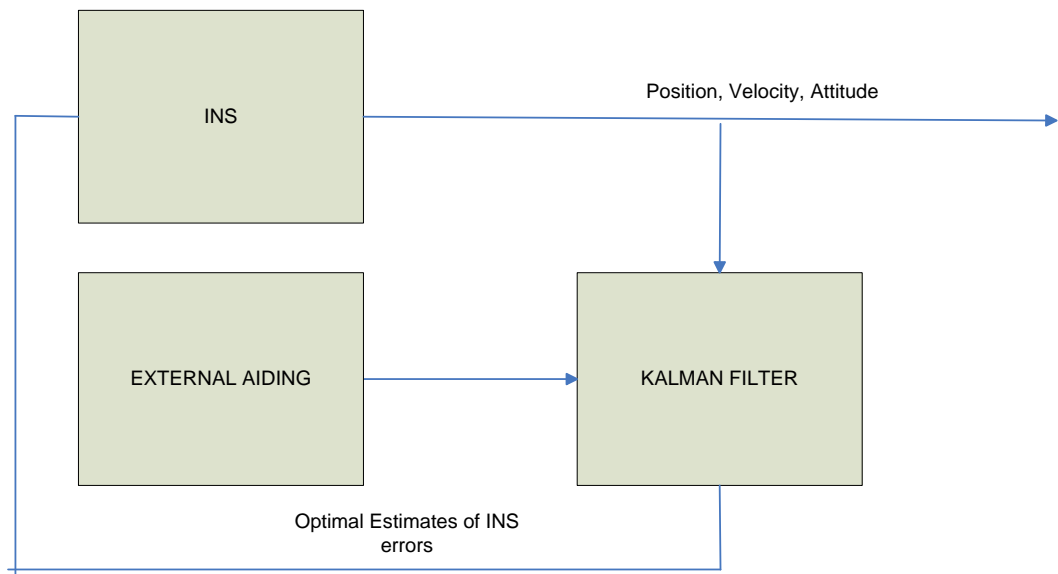 Position, Velocity, Attitude
INS
EXTERNAL AIDING
KALMAN FILTER
Optimal Estimates of INS
errors